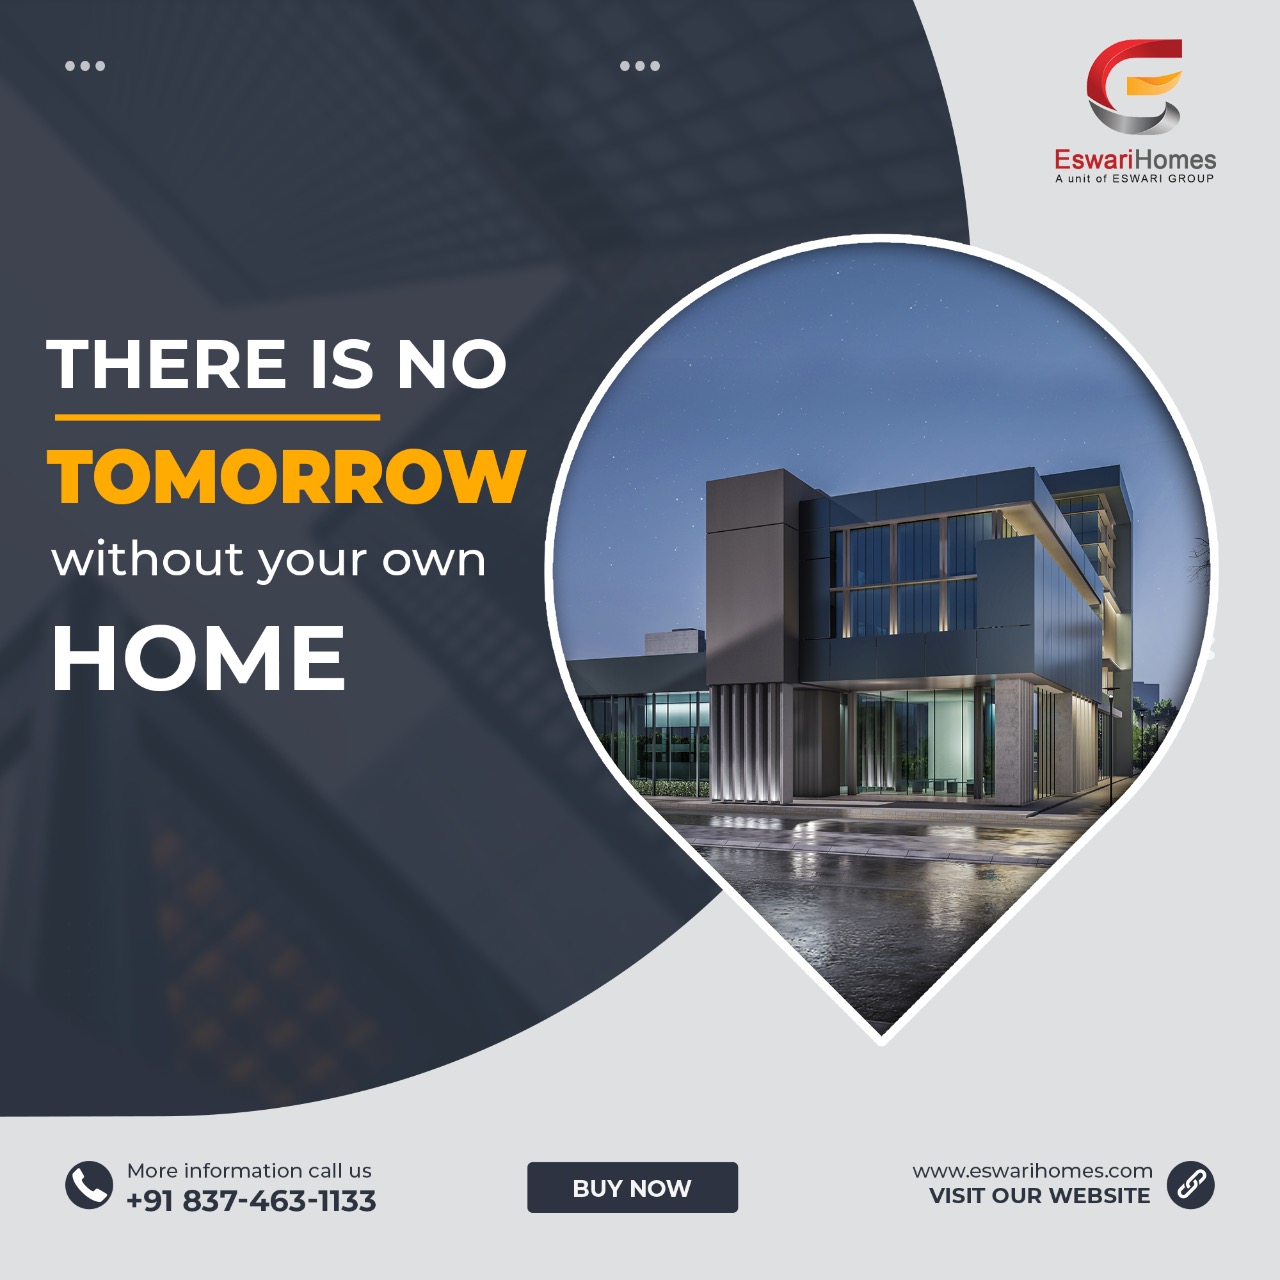 EswariHomes
A unit of ESWARI GROUP
THERE IS NO
TOMORROW
without your own
HOME
More information call us
+91 837-463-1133
BUY NOW
www.eswarihomes.com
VISIT OUR WEBSITE